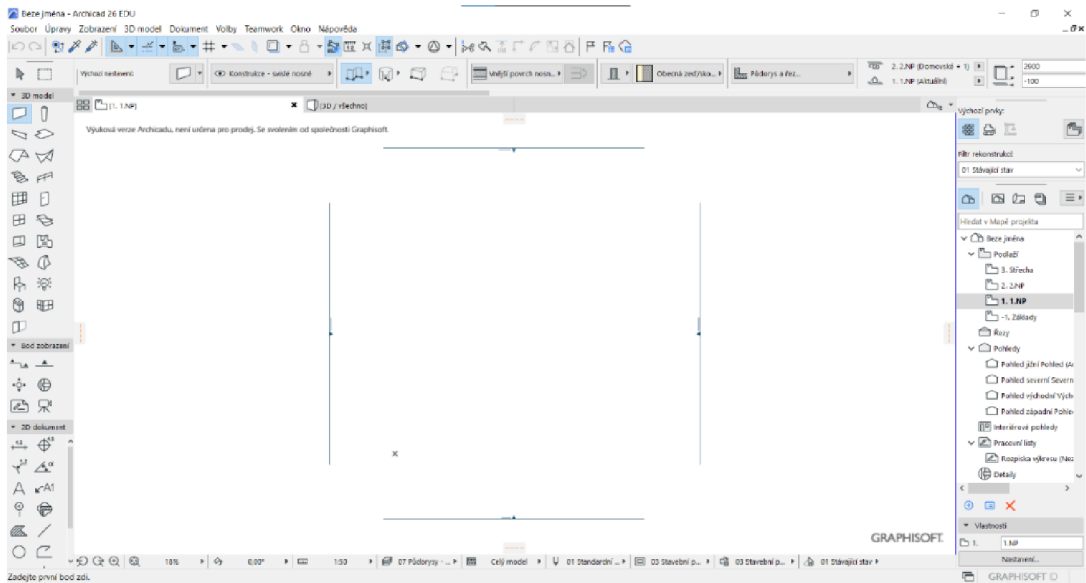 Beze jména - Archicad 26 EDU
Soubor Úpravy Zobrazení 3D model Dokument Volby Teamwork Okno Nápověda
Výchozí nastavení:
Konstrukce - svislé nosné
Vnější povrch nosn...
Obecná zeď/sko...
Půdorys a řez...
2. 2.NP (Domovské + 1)
1. 1.NP (Aktuální)
2600
-100
3D model
(1. 1.NP)
(3D / Všechno)
Výuková verze Archicadu, není určena pro prodej. Se svolením od společnosti Graphisoft.
Výchozí prvky:
Filtr rekonstrukcí:
01 Stávající stav
Hledat v Mapě projektu
Beze jména
Podlaží
3. Střecha
2. 2.NP
1. 1.NP
-1. Základy
Řezy
Pohledy
Pohled jižní Pohled (Au
Pohled severní Severn
Pohled východní Vých
Pohled západní Pohle
Interiérové pohledy
Pracovní listy
Rozpiska výkresu (Nez
Detaily
Bod zobrazení
2D dokument
Vlastnosti
1.
1.NP
Nastavení...
GRAPHISOFT.
18%
0,00°
1:50
07 Půdorysy - ...
Celý model
01 Standardní ...
03 Stavební p...
03 Stavební p...
01 Stávající stav
Zadejte první bod zdi.
GRAPHISOFT ID